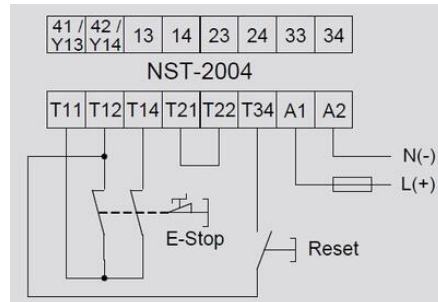 41 / 42 / 13 14 23 24 33 34
Y13 Y14
NST-2004
T11 T12 T14 T21 T22 T34 A1 A2
N(-)
L(+)
E-Stop
Reset